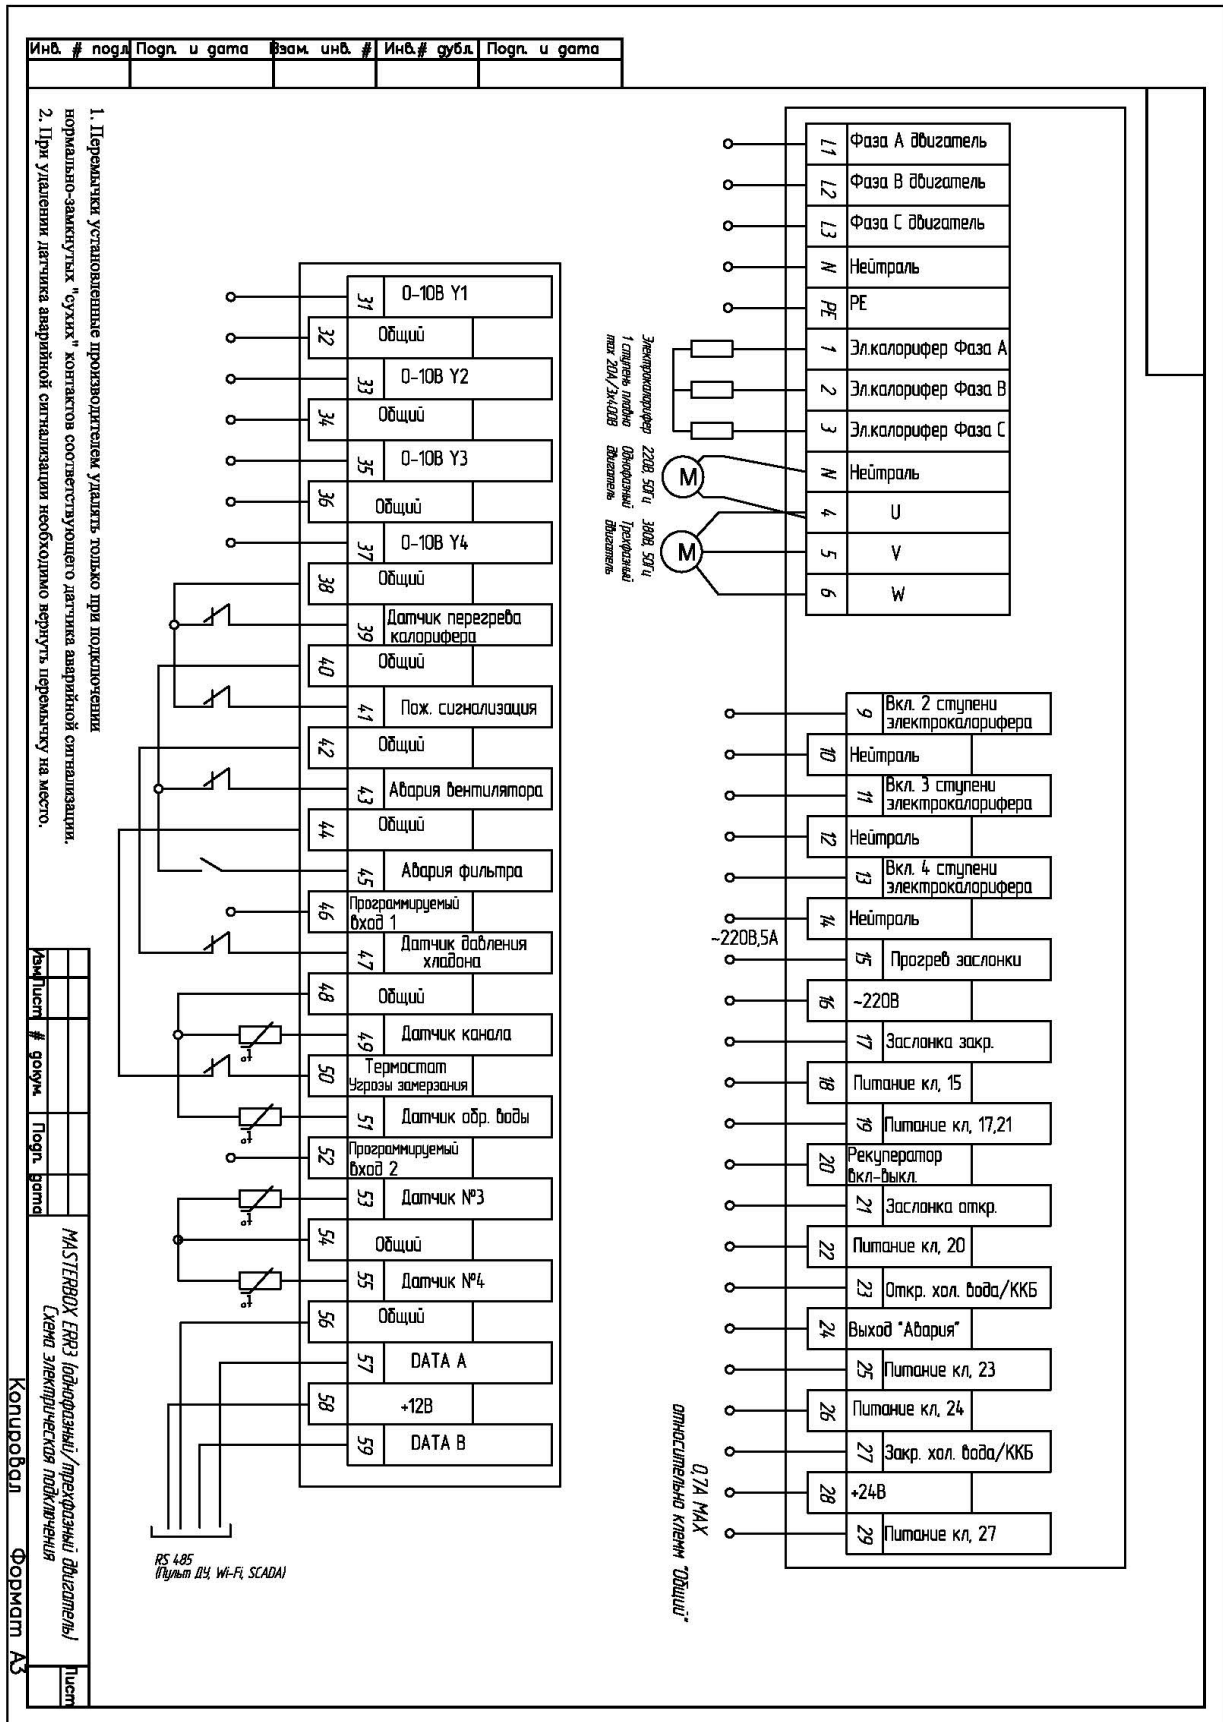 Инв. # подл
Подп. и дата
Взам. инв. #
Инв.# дубл.
Подп. и дата
L1 Фаза А двигатель
L2 Фаза В двигатель
L3 Фаза С двигатель
N Нейтраль
PE PE
1 Эл.калорифер Фаза А
2 Эл.калорифер Фаза В
3 Эл.калорифер Фаза С
N Нейтраль
4 U
5 V
6 W
Электрокалорифер
1 ступень плавно
max 20А/3х400В
220В, 50Гц
Однофазный
двигатель
M
380В, 50Гц
Трехфазный
двигатель
M
9 Вкл. 2 ступени
электрокалорифера
10 Нейтраль
11 Вкл. 3 ступени
электрокалорифера
12 Нейтраль
13 Вкл. 4 ступени
электрокалорифера
14 Нейтраль
~220В,5А
15 Прогрев заслонки
16 ~220В
17 Заслонка закр.
18 Питание кл, 15
19 Питание кл, 17,21
20 Рекуператор
вкл-выкл.
21 Заслонка откр.
22 Питание кл, 20
23 Откр. хол. вода/ККБ
24 Выход "Авария"
25 Питание кл, 23
26 Питание кл, 24
27 Закр. хол. вода/ККБ
28 +24В
29 Питание кл, 27
0,7А МАХ
относительно клемм "Общий"
31 0-10В Y1
32 Общий
33 0-10В Y2
34 Общий
35 0-10В Y3
36 Общий
37 0-10В Y4
38 Общий
39 Датчик перегрева
калорифера
40 Общий
41 Пож. сигнализация
42 Общий
43 Авария вентилятора
44 Общий
45 Авария фильтра
46 Программируемый
вход 1
47 Датчик давления
хладона
48 Общий
49 Датчик канала
t°
50 Термостат
Угрозы замерзания
51 Датчик обр. воды
t°
52 Программируемый
вход 2
53 Датчик №3
t°
54 Общий
55 Датчик №4
t°
56 Общий
57 DATA A
58 +12В
59 DATA B
RS 485
(Пульт ДУ, Wi-Fi, SCADA)
1. Перемычки установленные производителем удалять только при подключении
нормально-замкнутых "сухих" контактов соответствующего датчика аварийной сигнализации.
2. При удалении датчика аварийной сигнализации необходимо вернуть перемычку на место.
Изм
Лист
# докум.
Подп.
дата
MASTERBOX ERR3 (однофазный/трехфазный двигатель)
Схема электрическая подключения
Лист
Копировал
Формат А3